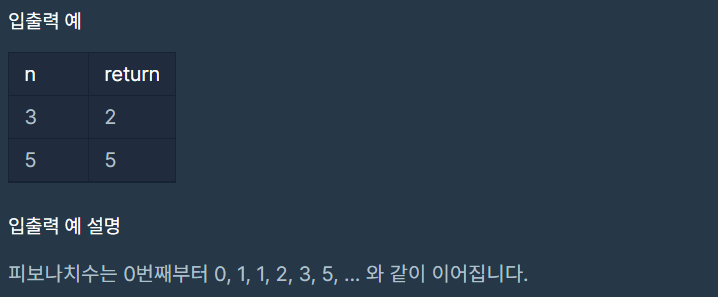 입출력 예
n return
3 2
5 5
입출력 예 설명
피보나치수는 0번째부터 0, 1, 1, 2, 3, 5, ... 와 같이 이어집니다.